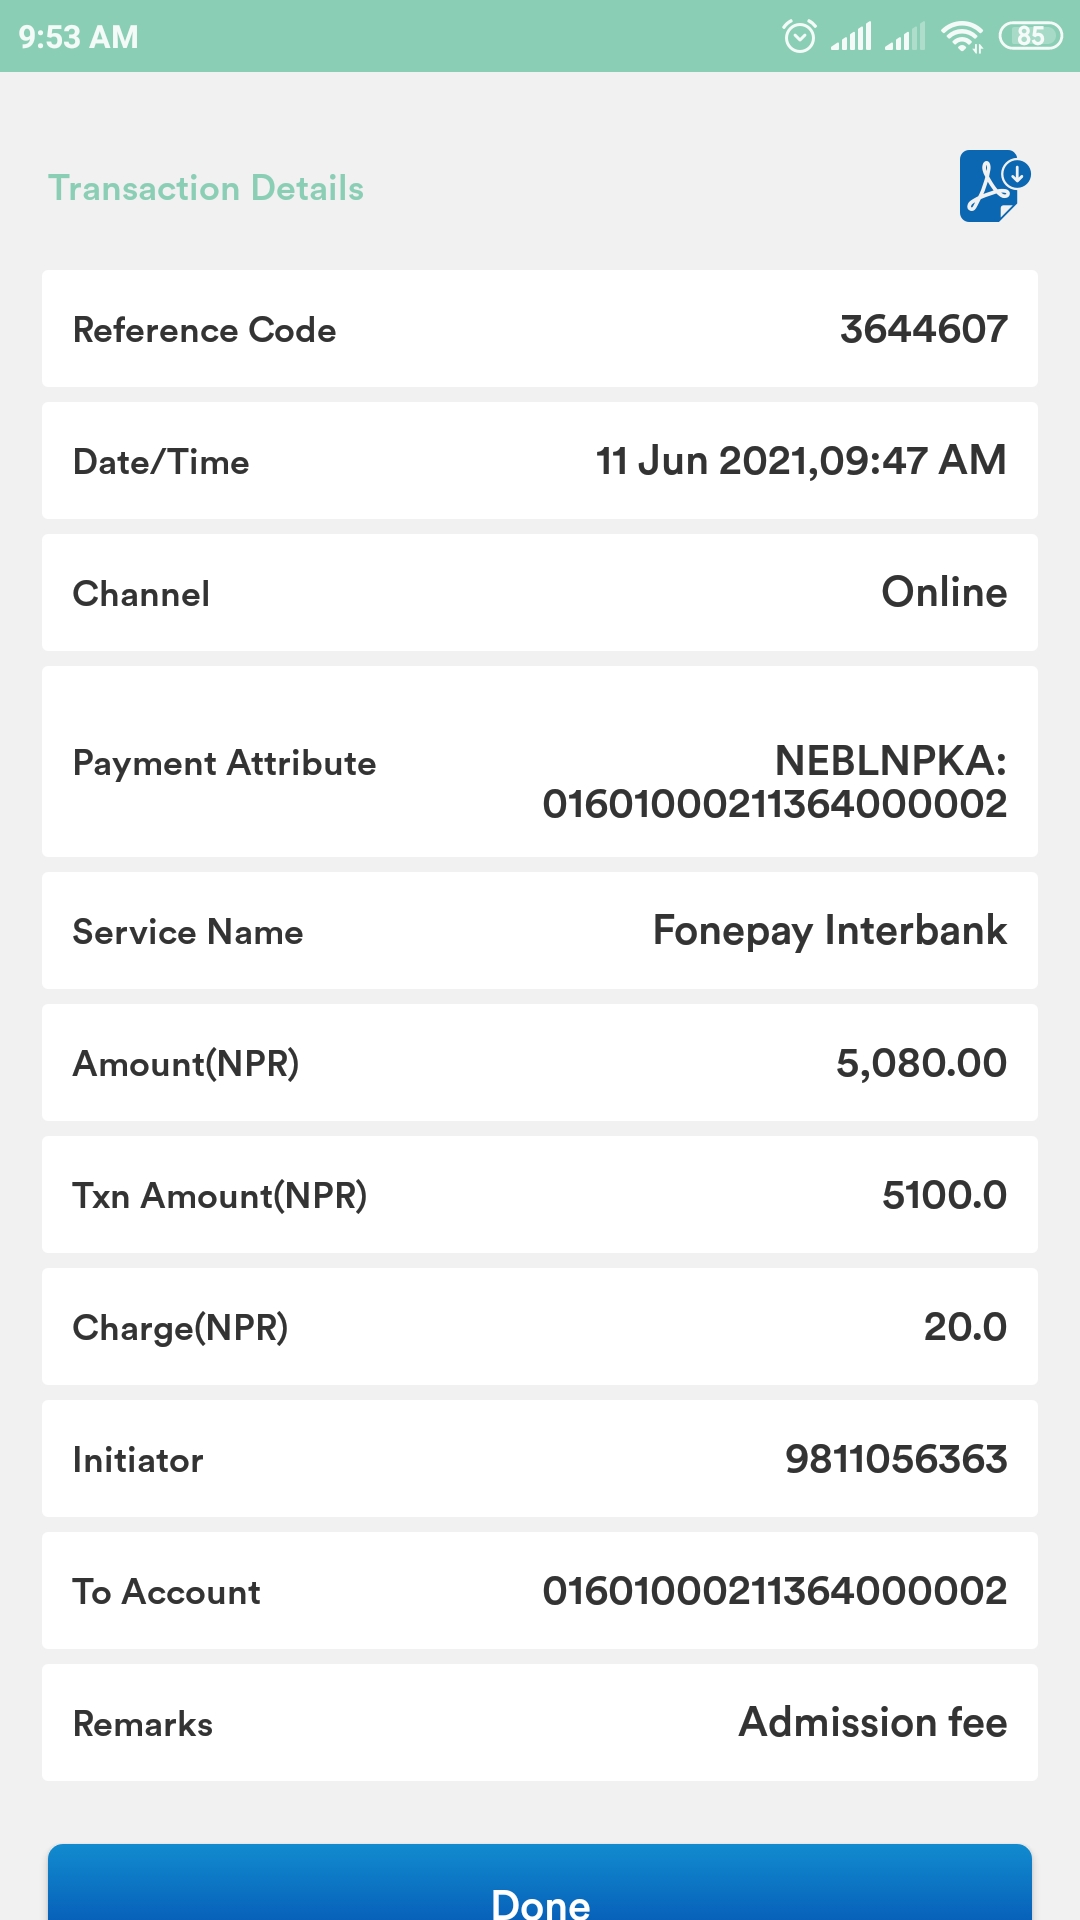 9:53 AM
85
Transaction Details
Reference Code 3644607
Date/Time 11 Jun 2021,09:47 AM
Channel Online
Payment Attribute NEBLNPKA:
01601000211364000002
Service Name Fonepay Interbank
Amount(NPR) 5,080.00
Txn Amount(NPR) 5100.0
Charge(NPR) 20.0
Initiator 9811056363
To Account 01601000211364000002
Remarks Admission fee
Done